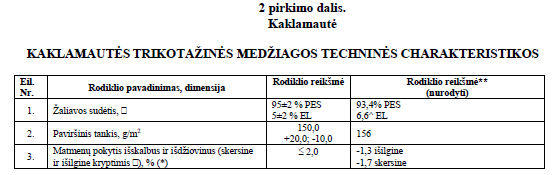 2 pirkimo dalis.
Kaklamautė
KAKLAMAUTĖS TRIKOTAŽINĖS MEDŽIAGOS TECHNINĖS CHARAKTERISTIKOS
Eil. Nr. Rodiklio pavadinimas, dimensija Rodiklio reikšmė Rodiklio reikšmė** (nurodyti)
1. Žaliavos sudėtis, 95±2 % PES 93,4% PES
5±2 % EL 6,6^ EL
2. Paviršinis tankis, g/m² 150,0 156
+20,0; -10,0
3. Matmenų pokytis išskalbus ir išdžiovinus (skersine ≤ 2,0 -1,3 išilgine
ir išilgine kryptimis ), % (*) -1,7 skersine